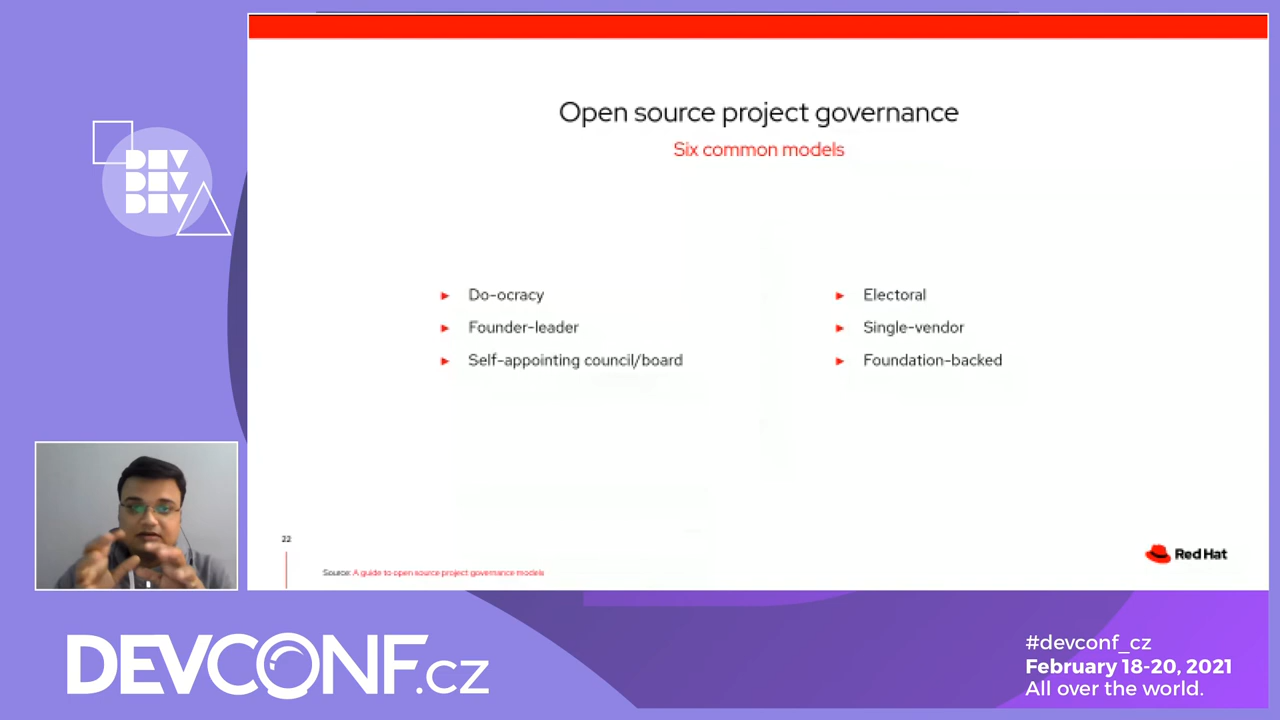 Open source project governance
Six common models
DEV
DEV
DEV
► Do-ocracy
► Founder-leader
► Self-appointing council/board
► Electoral
► Single-vendor
► Foundation-backed
22
Source: A guide to open source project governance models
Red Hat
DEVCONF.cz
#devconf_cz
February 18-20, 2021
All over the world.